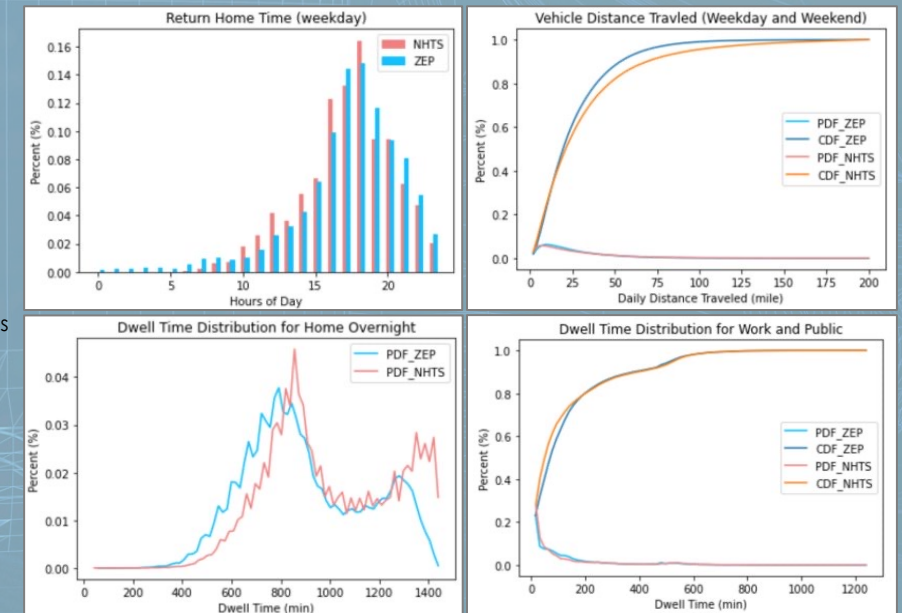 Return Home Time (weekday)
NHTS
ZEP
Percent (%)
0.16
0.14
0.12
0.10
0.08
0.06
0.04
0.02
0.00
0 5 10 15 20
Hours of Day
Vehicle Distance Travled (Weekday and Weekend)
PDF_ZEP
CDF_ZEP
PDF_NHTS
CDF_NHTS
Percent (%)
1.0
0.8
0.6
0.4
0.2
0.0
0 25 50 75 100 125 150 175 200
Daily Distance Traveled (mile)
s
Dwell Time Distribution for Home Overnight
PDF_ZEP
PDF_NHTS
Percent (%)
0.04
0.03
0.02
0.01
0.00
0 200 400 600 800 1000 1200 1400
Dwell Time (min)
Dwell Time Distribution for Work and Public
PDF_ZEP
CDF_ZEP
PDF_NHTS
CDF_NHTS
Percent (%)
1.0
0.8
0.6
0.4
0.2
0.0
0 200 400 600 800 1000 1200
Dwell Time (min)